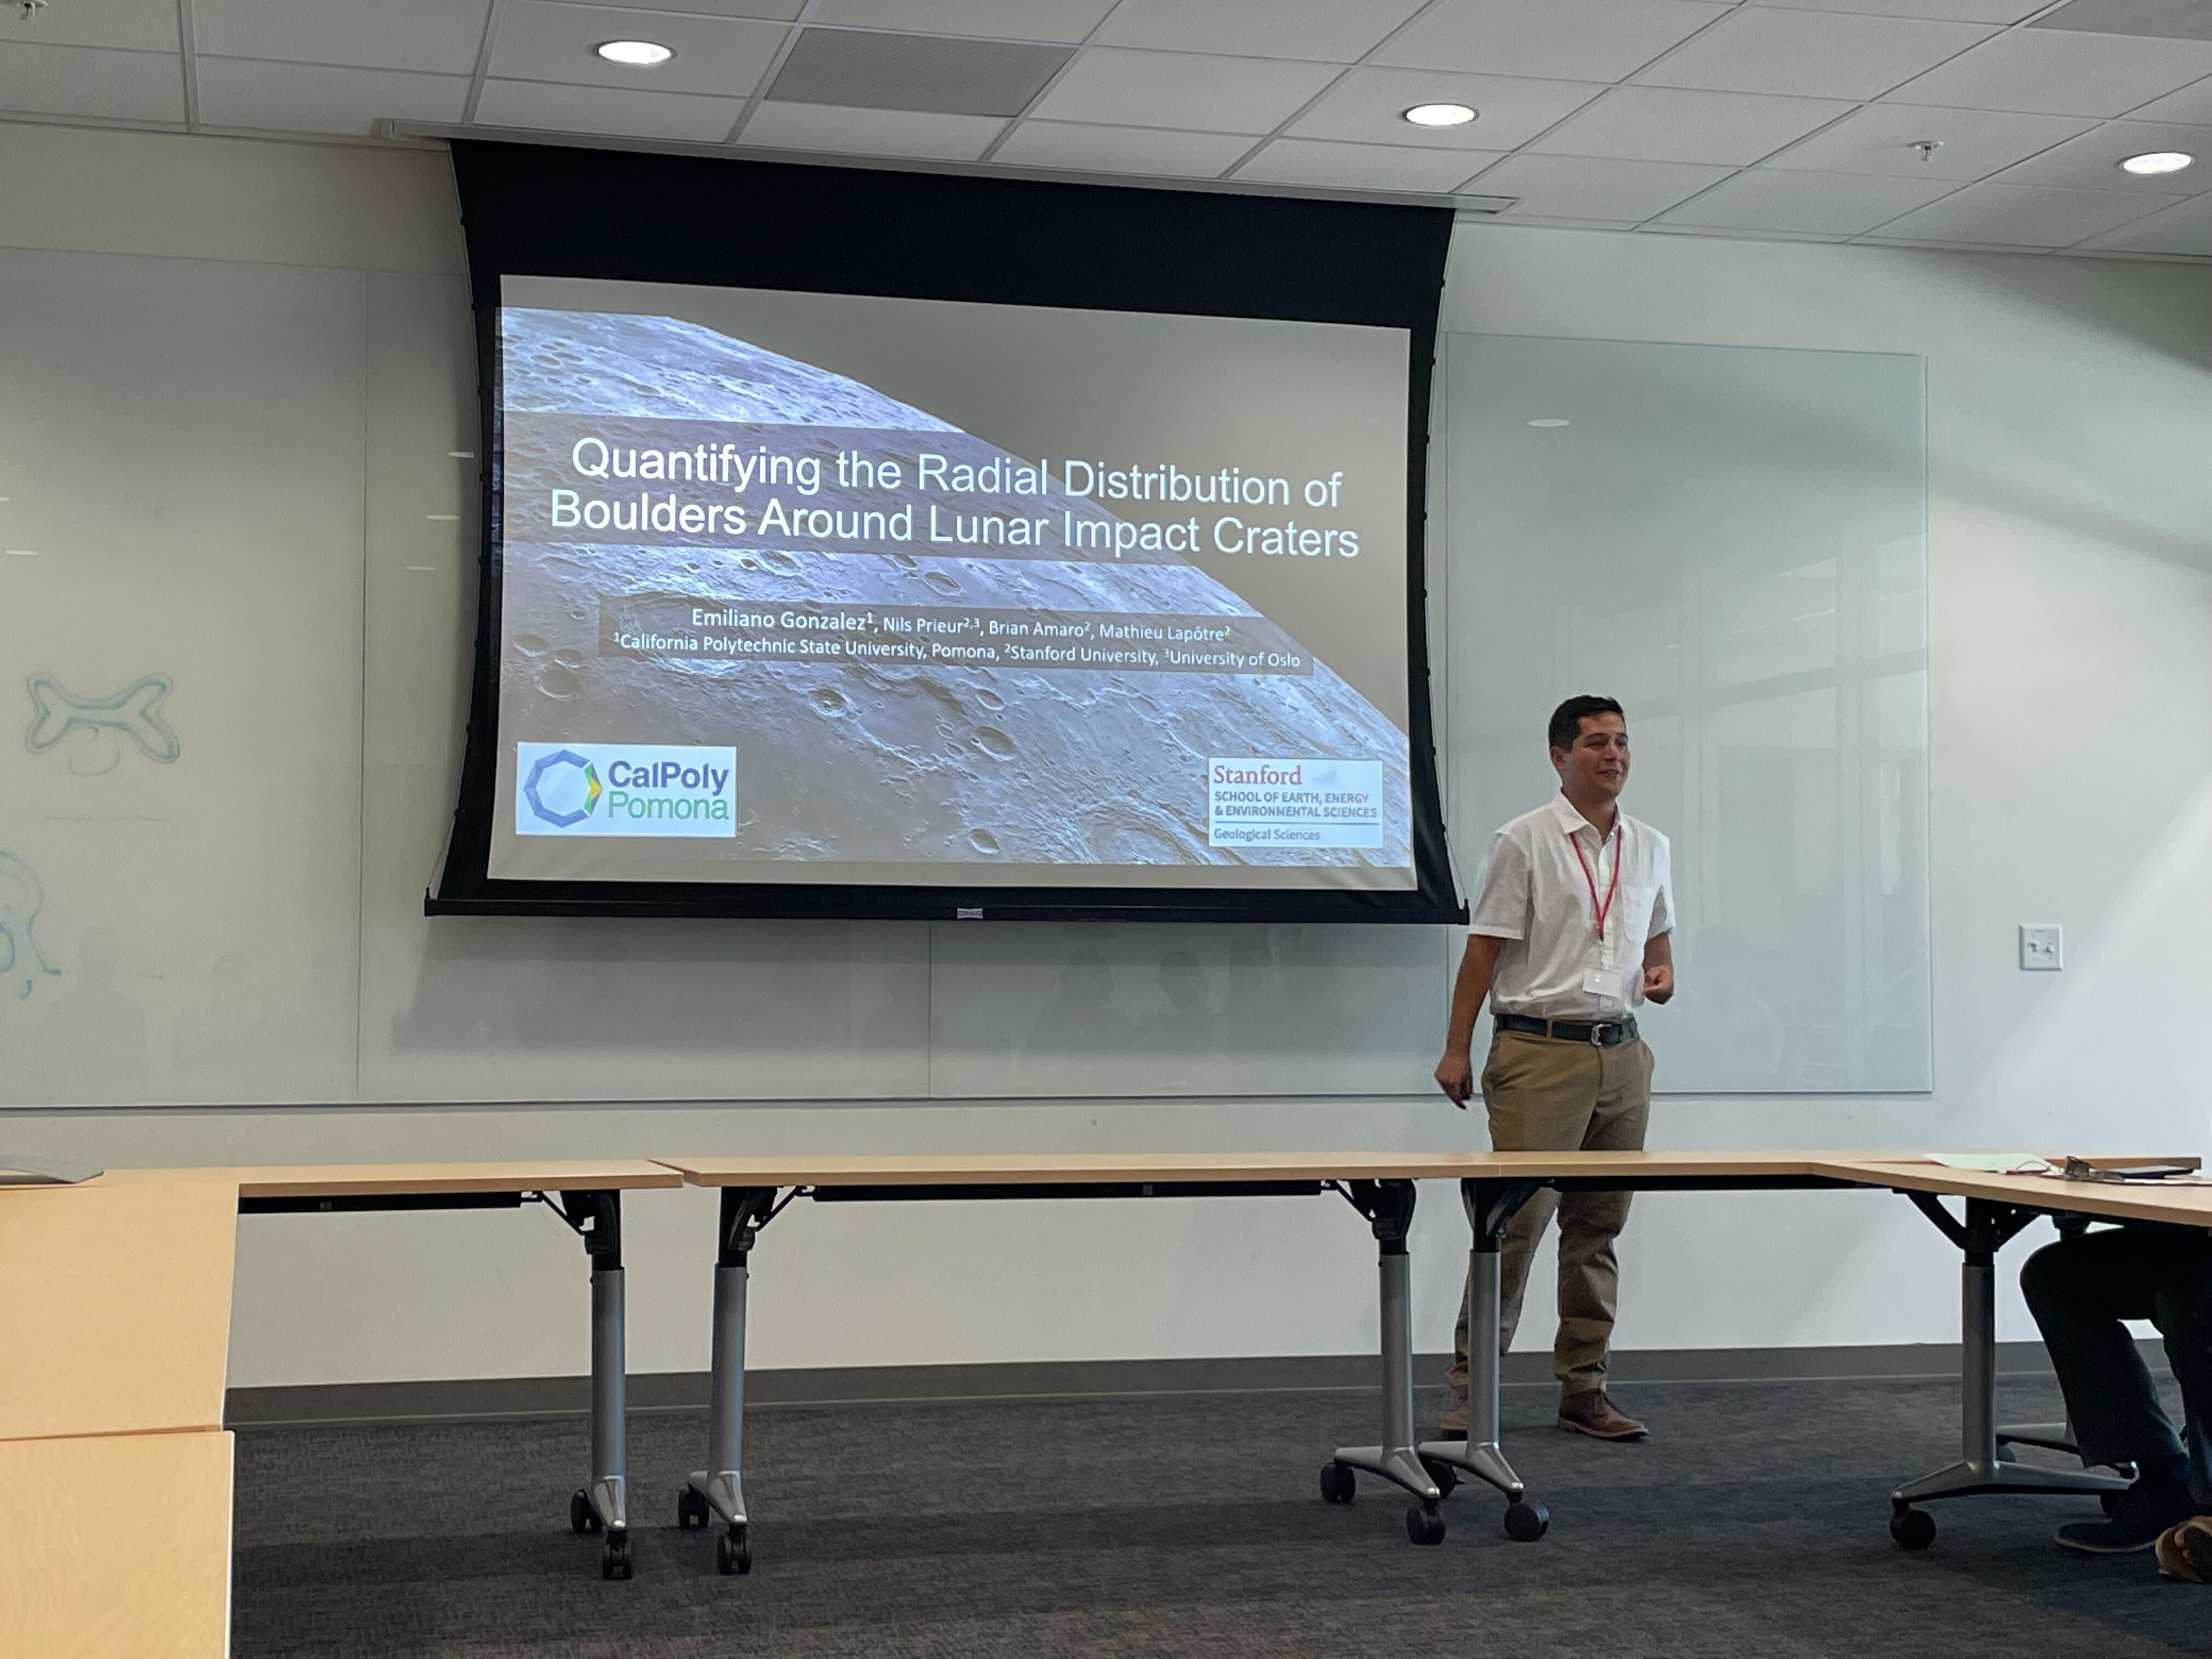 Quantifying the Radial Distribution of
Boulders Around Lunar Impact Craters
Emiliano Gonzalez¹, Nils Prieur²,³, Brian Amaro², Mathieu Lapôtre²
¹California Polytechnic State University, Pomona, ²Stanford University, ³University of Oslo
CalPoly
Pomona
Stanford
SCHOOL OF EARTH, ENERGY
& ENVIRONMENTAL SCIENCES
Geological Sciences